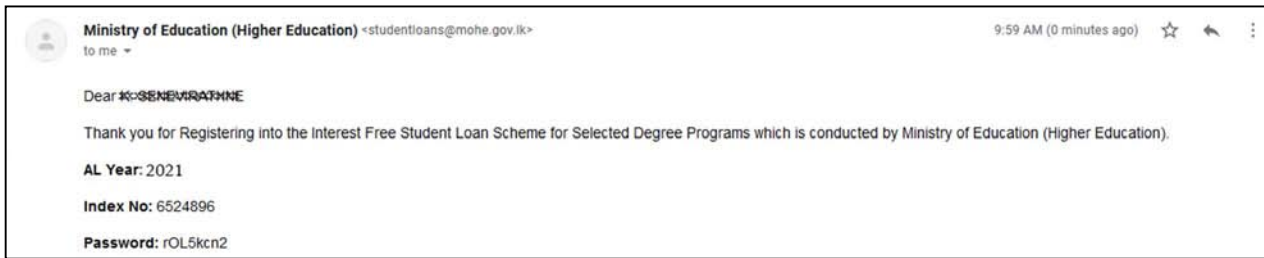 Ministry of Education (Higher Education) <studentloans@mohe.gov.lk> 9:59 AM (0 minutes ago)
to me
Dear
Thank you for Registering into the Interest Free Student Loan Scheme for Selected Degree Programs which is conducted by Ministry of Education (Higher Education).
AL Year: 2021
Index No: 6524896
Password: rOL5kcn2